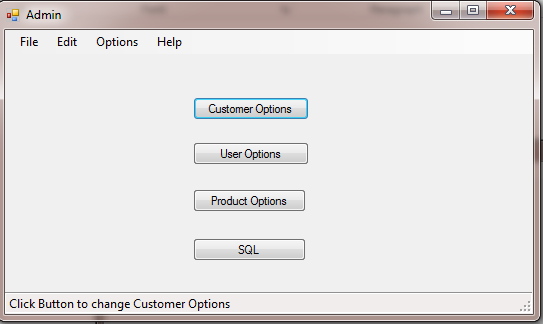 Admin
File Edit Options Help
Customer Options
User Options
Product Options
SQL
Click Button to change Customer Options